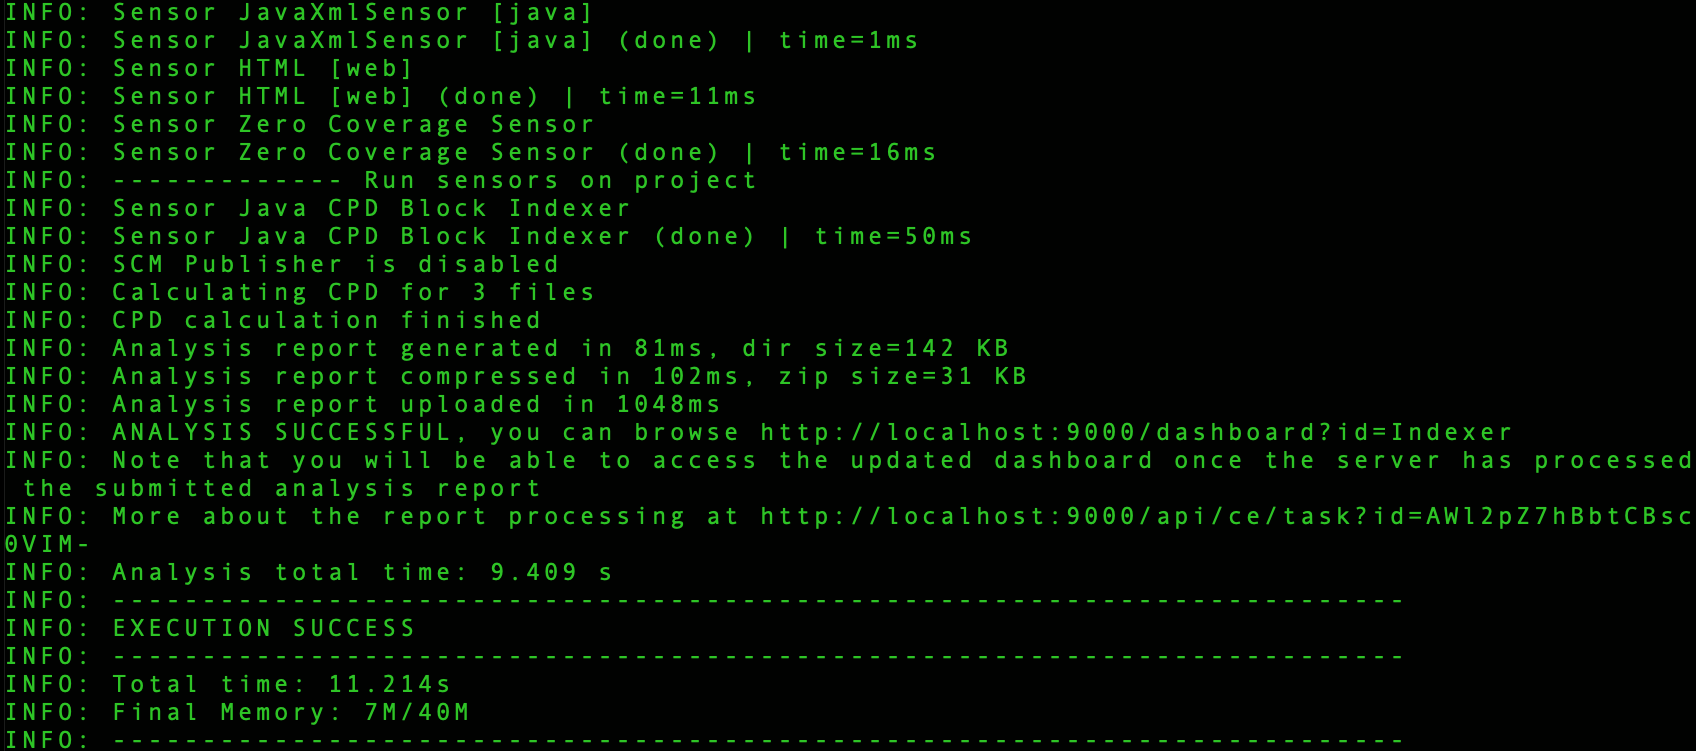 INFO: Sensor JavaXmlSensor [java]
INFO: Sensor JavaXmlSensor [java] (done) | time=1ms
INFO: Sensor HTML [web]
INFO: Sensor HTML [web] (done) | time=11ms
INFO: Sensor Zero Coverage Sensor
INFO: Sensor Zero Coverage Sensor (done) | time=16ms
INFO: ------------- Run sensors on project
INFO: Sensor Java CPD Block Indexer
INFO: Sensor Java CPD Block Indexer (done) | time=50ms
INFO: SCM Publisher is disabled
INFO: Calculating CPD for 3 files
INFO: CPD calculation finished
INFO: Analysis report generated in 81ms, dir size=142 KB
INFO: Analysis report compressed in 102ms, zip size=31 KB
INFO: Analysis report uploaded in 1048ms
INFO: ANALYSIS SUCCESSFUL, you can browse http://localhost:9000/dashboard?id=Indexer
INFO: Note that you will be able to access the updated dashboard once the server has processed
 the submitted analysis report
INFO: More about the report processing at http://localhost:9000/api/ce/task?id=AWl2pZ7hBbtCBsc
0VIM-
INFO: Analysis total time: 9.409 s
INFO: ------------------------------------------------------------------------
INFO: EXECUTION SUCCESS
INFO: ------------------------------------------------------------------------
INFO: Total time: 11.214s
INFO: Final Memory: 7M/40M
INFO: ------------------------------------------------------------------------